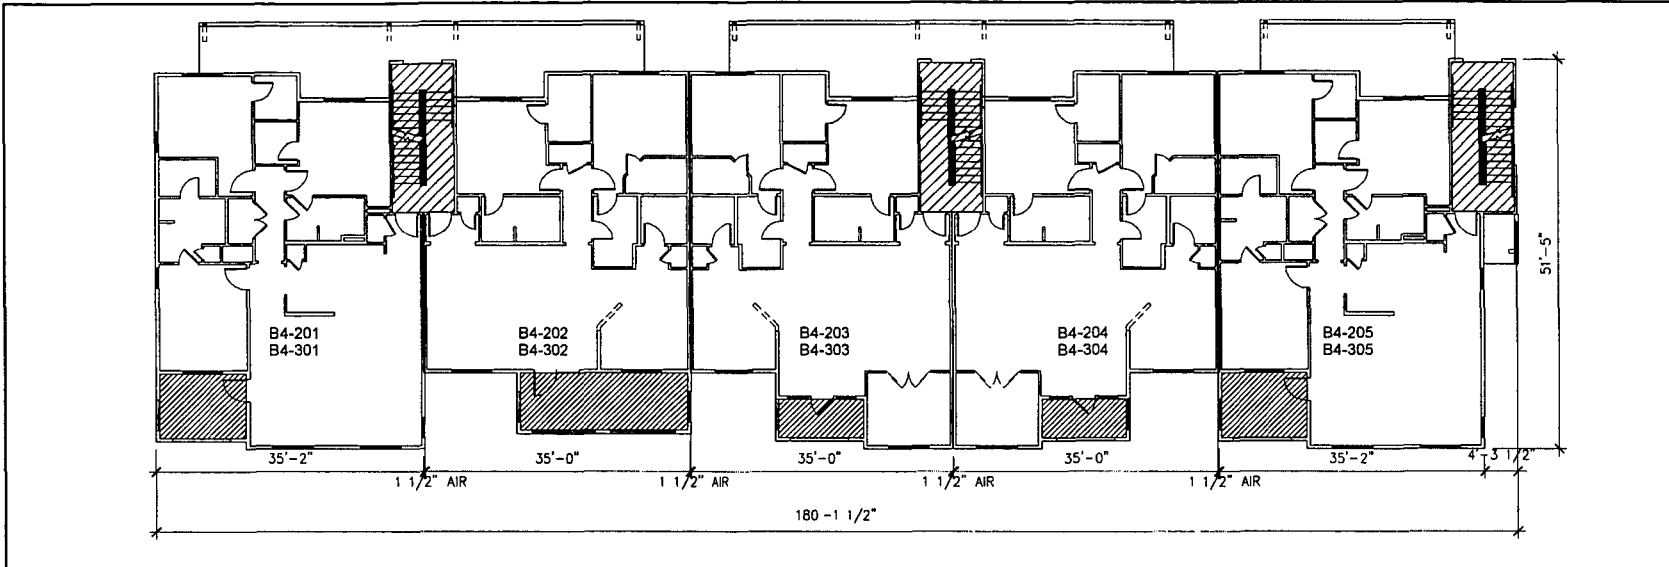 51'-5"
B4-201
B4-301
B4-202
B4-302
B4-203
B4-303
B4-204
B4-304
B4-205
B4-305
35'-2" 35'-0" 35'-0" 35'-0" 35'-2" 4'-3 1/2"
1 1/2" AIR 1 1/2" AIR 1 1/2" AIR 1 1/2" AIR
180 -1 1/2"